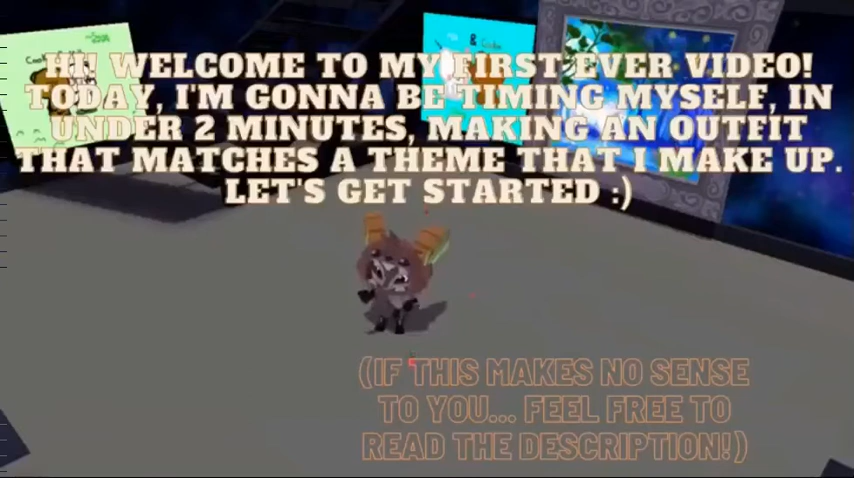 HI! WELCOME TO MY FIRST EVER VIDEO!
TODAY, I'M GONNA BE TIMING MYSELF, IN
UNDER 2 MINUTES, MAKING AN OUTFIT
THAT MATCHES A THEME THAT I MAKE UP.
LET'S GET STARTED :)
(IF THIS MAKES NO SENSE
TO YOU... FEEL FREE TO
READ THE DESCRIPTION!)